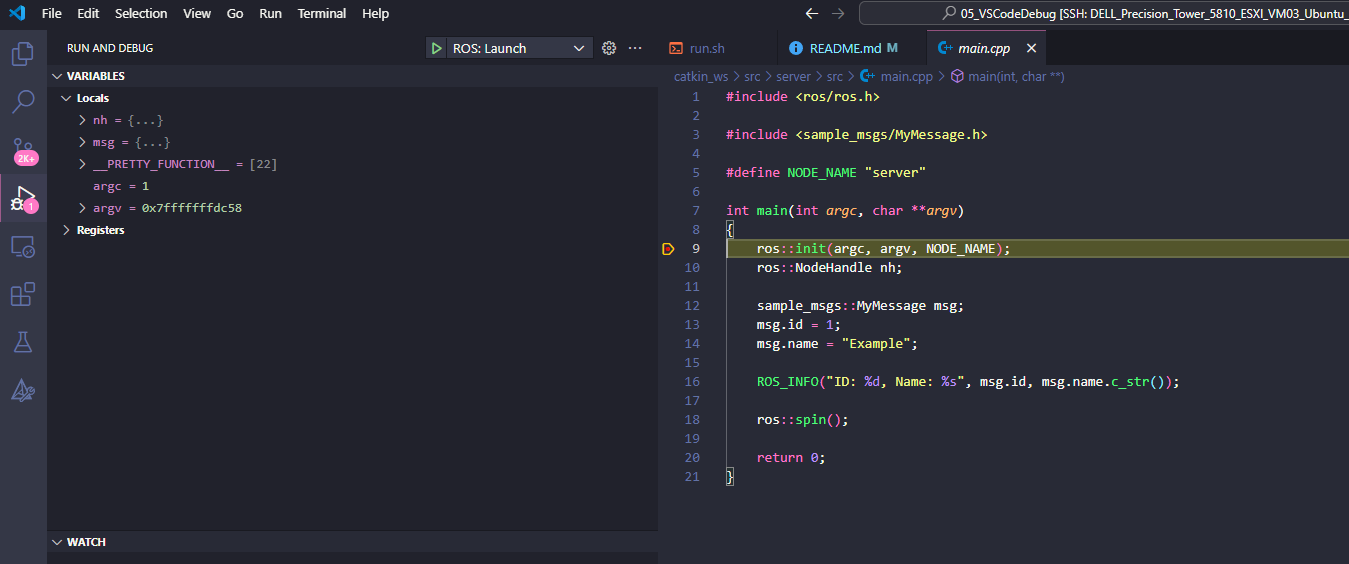 File Edit Selection View Go Run Terminal Help
05_VSCodeDebug [SSH: DELL_Precision_Tower_5810_ESXI_VM03_Ubuntu_
RUN AND DEBUG
ROS: Launch
run.sh
README.md M
main.cpp
VARIABLES
catkin_ws > src > server > src > main.cpp > main(int, char **)
Locals
nh = {...}
msg = {...}
__PRETTY_FUNCTION__ = [22]
argc = 1
argv = 0x7fffffffdc58
Registers
2K+
1
1 #include <ros/ros.h>
2
3 #include <sample_msgs/MyMessage.h>
4
5 #define NODE_NAME "server"
6
7 int main(int argc, char **argv)
8 {
9 ros::init(argc, argv, NODE_NAME);
10 ros::NodeHandle nh;
11
12 sample_msgs::MyMessage msg;
13 msg.id = 1;
14 msg.name = "Example";
15
16 ROS_INFO("ID: %d, Name: %s", msg.id, msg.name.c_str());
17
18 ros::spin();
19
20 return 0;
21 }
WATCH